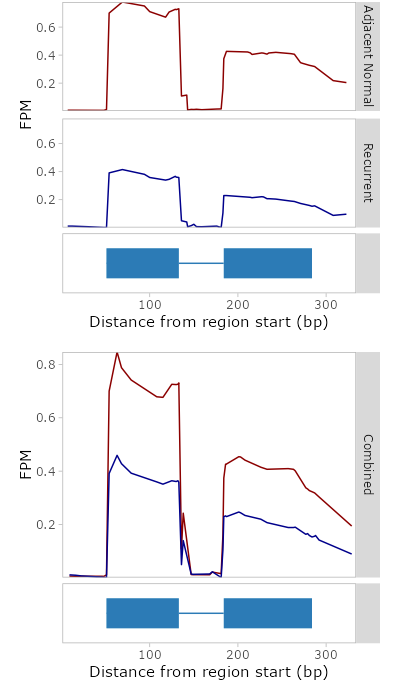 0.6
0.4
0.2
Adjacent Normal
FPM
0.6
0.4
0.2
Recurrent
100 200 300
Distance from region start (bp)
0.8
0.6
0.4
0.2
FPM
Combined
100 200 300
Distance from region start (bp)